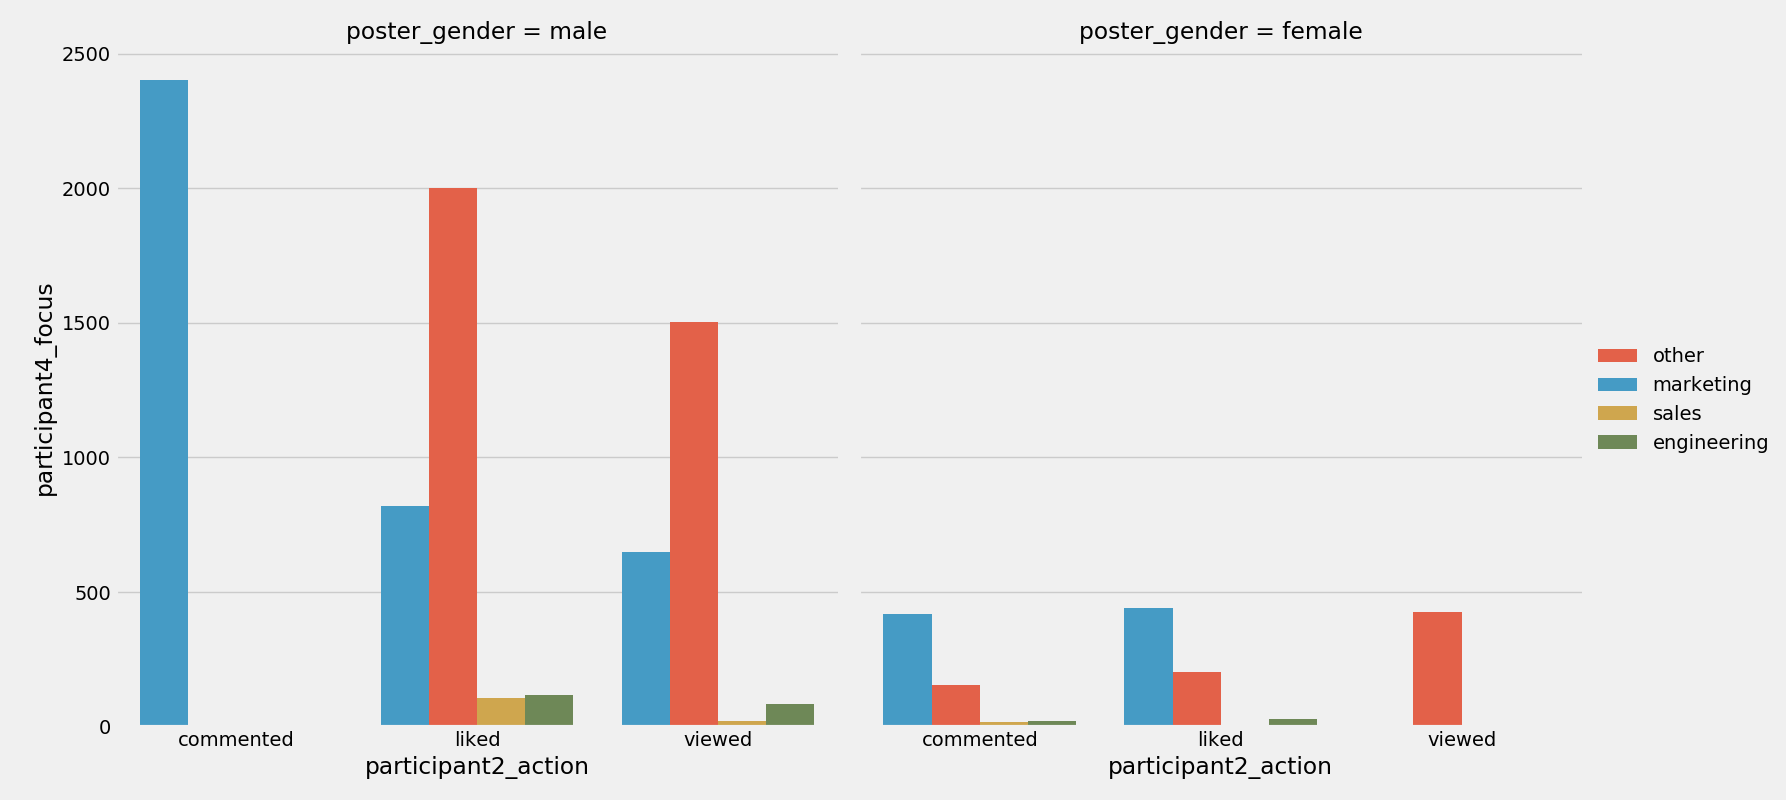 poster_gender = male
poster_gender = female
participant4_focus
2500
2000
1500
1000
500
0
commented
liked
viewed
participant2_action
commented
liked
viewed
participant2_action
other
marketing
sales
engineering